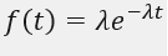 f(t) = λe^{-λt}